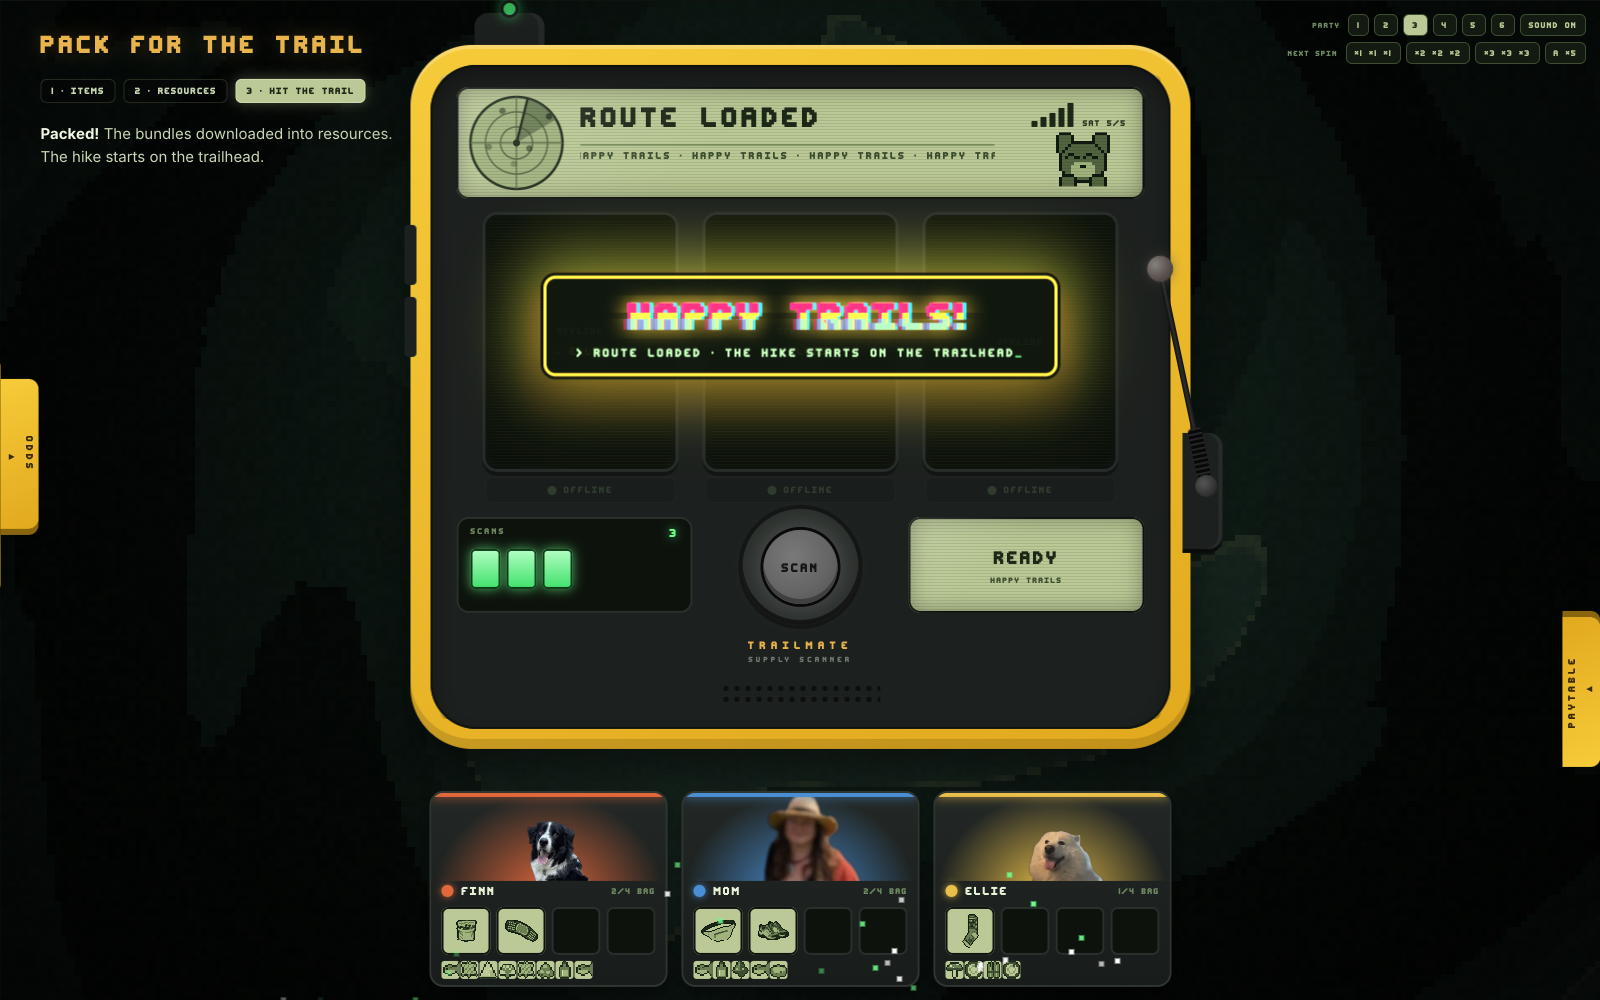 PACK FOR THE TRAIL
1 · ITEMS
2 · RESOURCES
3 · HIT THE TRAIL
Packed! The bundles downloaded into resources.
The hike starts on the trailhead.
PARTY
1
2
3
4
5
6
SOUND ON
NEXT SPIN
×1 ×1 ×1
×2 ×2 ×2
×3 ×3 ×3
A ×5
ROUTE LOADED
SAT 5/5
APPY TRAILS · HAPPY TRAILS · HAPPY TRAILS · HAPPY TRA
HAPPY TRAILS!
> ROUTE LOADED · THE HIKE STARTS ON THE TRAILHEAD_
OFFLINE
OFFLINE
OFFLINE
SCANS
3
SCAN
READY
HAPPY TRAILS
TRAILMATE
SUPPLY SCANNER
ODDS
PAYTABLE
FINN
2/4 BAG
MOM
2/4 BAG
ELLIE
1/4 BAG